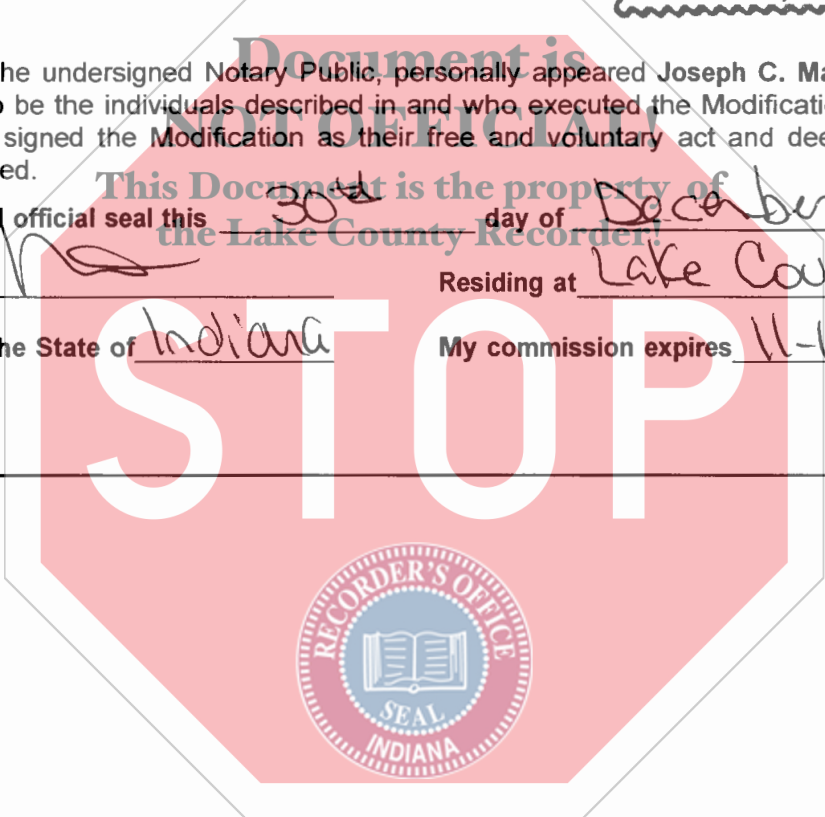 Document is
he undersigned Notary Public, personally appeared Joseph C. Ma
o be the individuals described in and who executed the Modificati
NOT OFFICIAL!
signed the Modification as their free and voluntary act and dee
ed.
This Document is the property of
l official seal this 30th day of December
the Lake County Recorder!
Residing at Lake Cou
he State of Indiana My commission expires 11-1
STOP
RECORDER'S OFFICE
SEAL
INDIANA